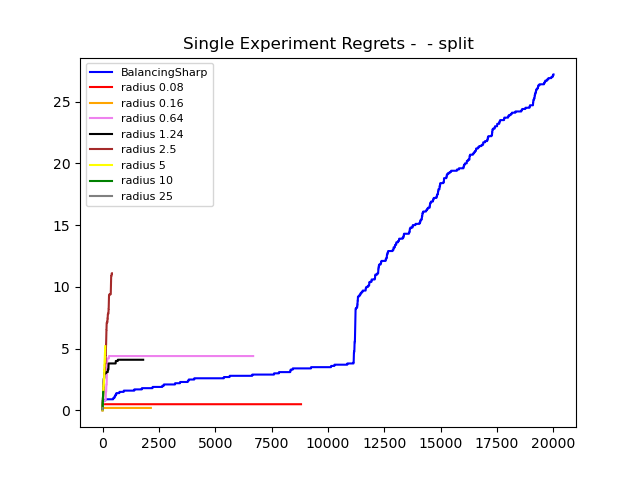 Single Experiment Regrets -  - split
BalancingSharp
radius 0.08
radius 0.16
radius 0.64
radius 1.24
radius 2.5
radius 5
radius 10
radius 25
25
20
15
10
5
0
0 2500 5000 7500 10000 12500 15000 17500 20000